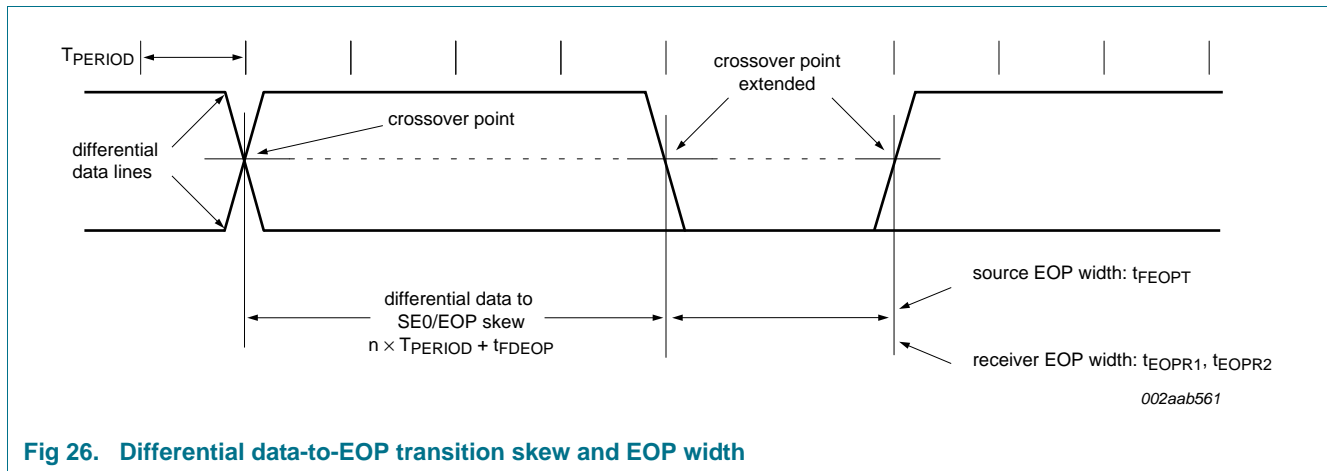 TPERIOD
crossover point
extended
crossover point
differential
data lines
source EOP width: tFEOPT
differential data to
SE0/EOP skew
n × TPERIOD + tFDEOP
receiver EOP width: tEOPR1, tEOPR2
002aab561
Fig 26. Differential data-to-EOP transition skew and EOP width